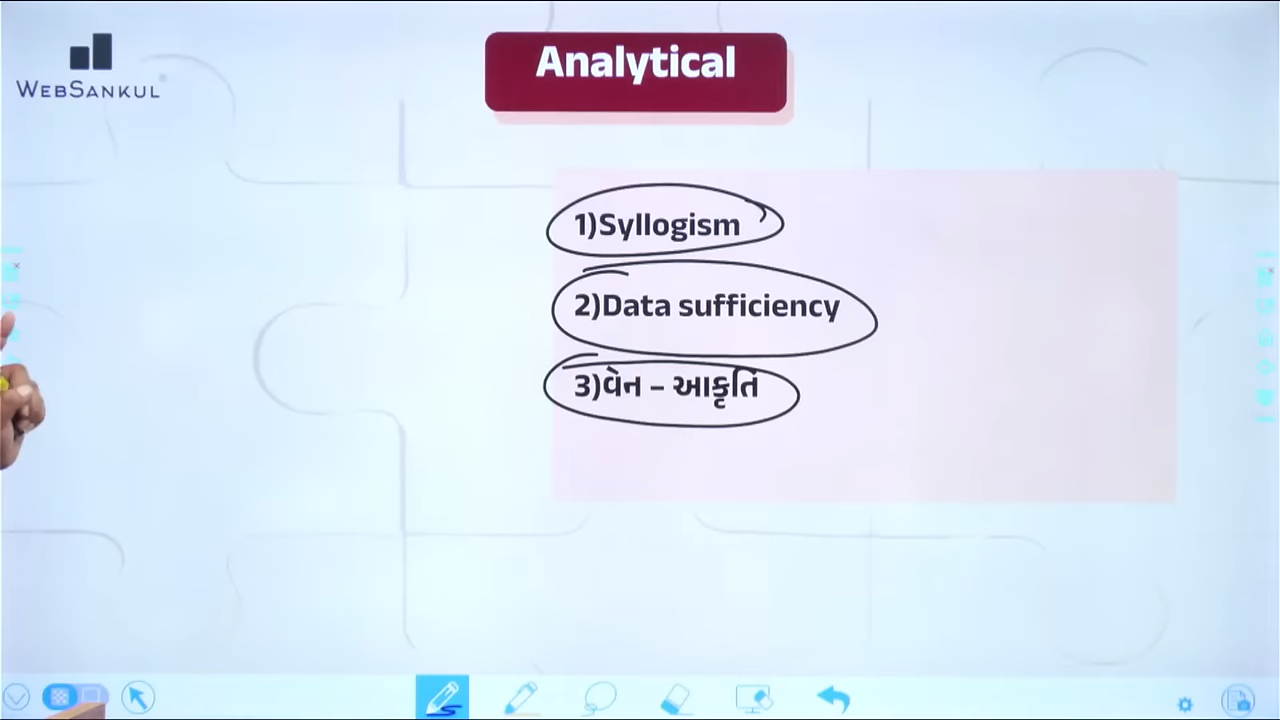 WEBSANKUL
Analytical
1)Syllogism
2)Data sufficiency
3)વેન – આકૃતિ